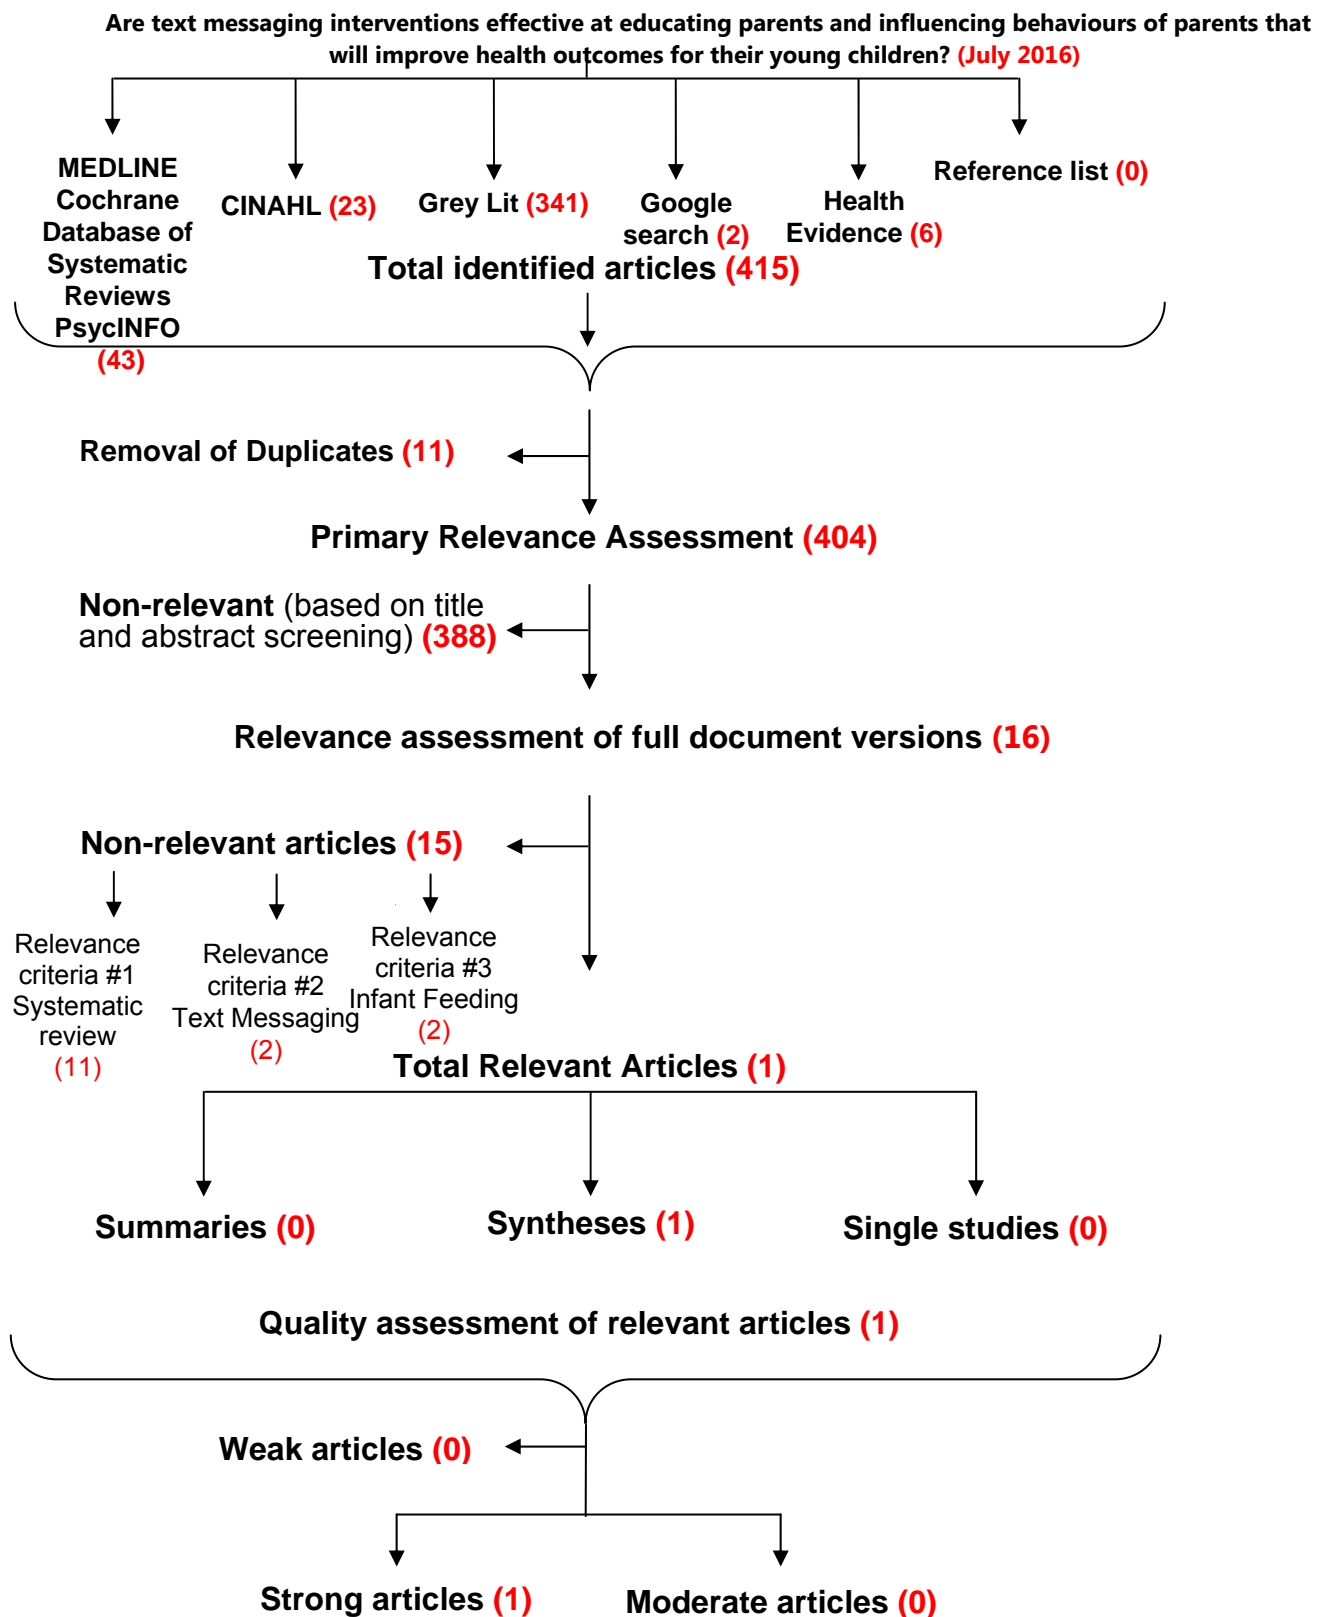 Are text messaging interventions effective at educating parents and influencing behaviours of parents that
will improve health outcomes for their young children? (July 2016)
MEDLINE
Cochrane
Database of
Systematic
Reviews
PsycINFO
(43)
CINAHL (23)
Grey Lit (341)
Google
search (2)
Health
Evidence (6)
Reference list (0)
Total identified articles (415)
Removal of Duplicates (11)
Primary Relevance Assessment (404)
Non-relevant (based on title
and abstract screening) (388)
Relevance assessment of full document versions (16)
Non-relevant articles (15)
Relevance
criteria #1
Systematic
review
(11)
Relevance
criteria #2
Text Messaging
(2)
Relevance
criteria #3
Infant Feeding
(2)
Total Relevant Articles (1)
Summaries (0)
Syntheses (1)
Single studies (0)
Quality assessment of relevant articles (1)
Weak articles (0)
Strong articles (1)
Moderate articles (0)